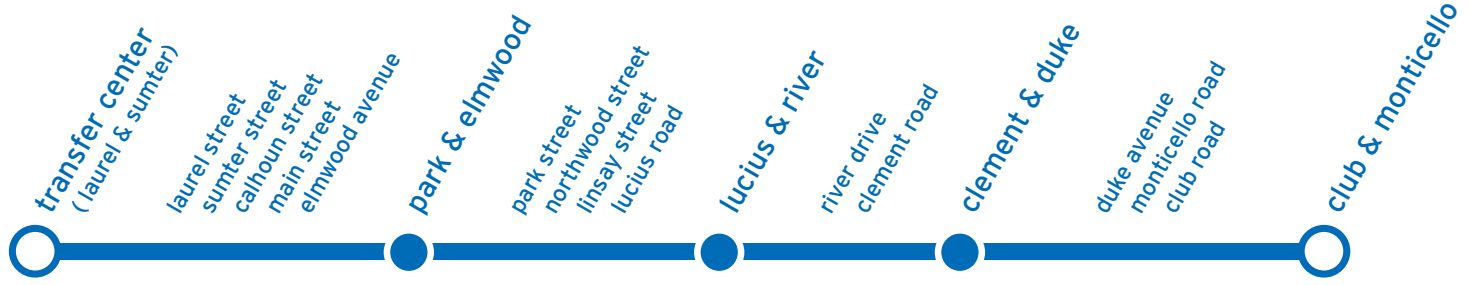 transfer center
( laurel & sumter)
laurel street
sumter street
calhoun street
main street
elmwood avenue
park & elmwood
park street
northwood street
linsay street
lucius road
lucius & river
river drive
clement road
clement & duke
duke avenue
monticello road
club road
club & monticello